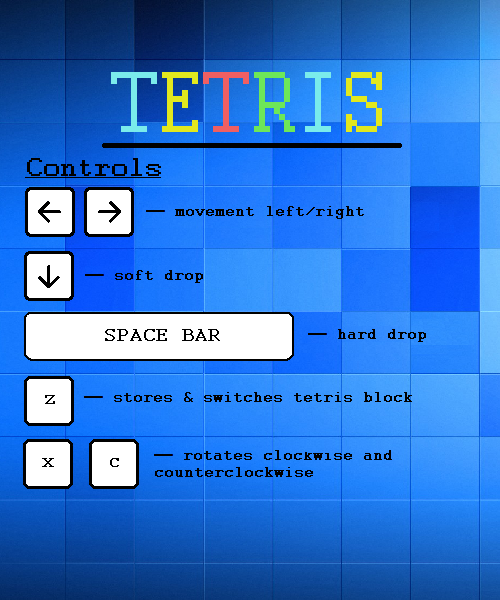 TETRIS
Controls
← → — movement left/right
↓ — soft drop
SPACE BAR — hard drop
z — stores & switches tetris block
x c — rotates clockwise and
counterclockwise